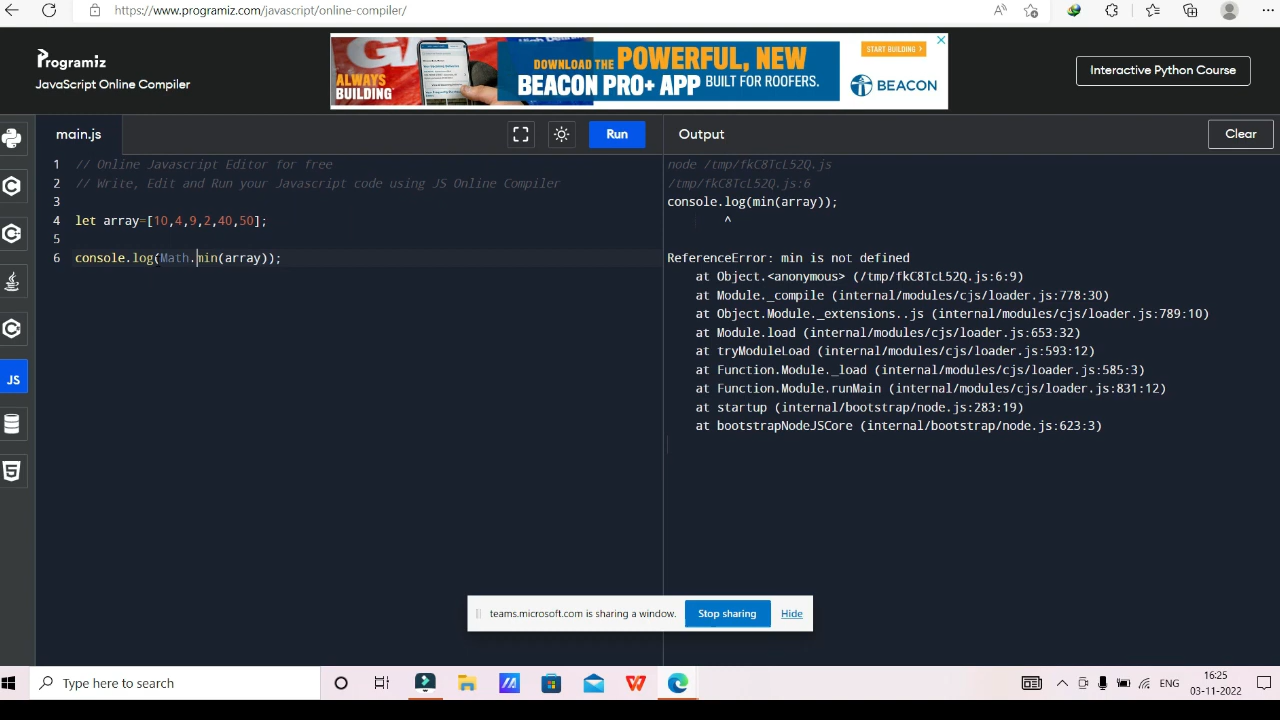 https://www.programiz.com/javascript/online-compiler/
Programiz
JavaScript Online Compiler
ALWAYS
BUILDING
DOWNLOAD THE POWERFUL, NEW
BEACON PRO+ APP BUILT FOR ROOFERS.
START BUILDING >
BEACON
Interactive Python Course
main.js
Run
Output
Clear
1 // Online Javascript Editor for free
2 // Write, Edit and Run your Javascript code using JS Online Compiler
3
4 let array=[10,4,9,2,40,50];
5
6 console.log(Math.min(array));
JS
node /tmp/fkC8TcL52Q.js
/tmp/fkC8TcL52Q.js:6
console.log(min(array));
^
ReferenceError: min is not defined
at Object.<anonymous> (/tmp/fkC8TcL52Q.js:6:9)
at Module._compile (internal/modules/cjs/loader.js:778:30)
at Object.Module._extensions..js (internal/modules/cjs/loader.js:789:10)
at Module.load (internal/modules/cjs/loader.js:653:32)
at tryModuleLoad (internal/modules/cjs/loader.js:593:12)
at Function.Module._load (internal/modules/cjs/loader.js:585:3)
at Function.Module.runMain (internal/modules/cjs/loader.js:831:12)
at startup (internal/bootstrap/node.js:283:19)
at bootstrapNodeJSCore (internal/bootstrap/node.js:623:3)
teams.microsoft.com is sharing a window.
Stop sharing
Hide
Type here to search
ENG
16:25
03-11-2022